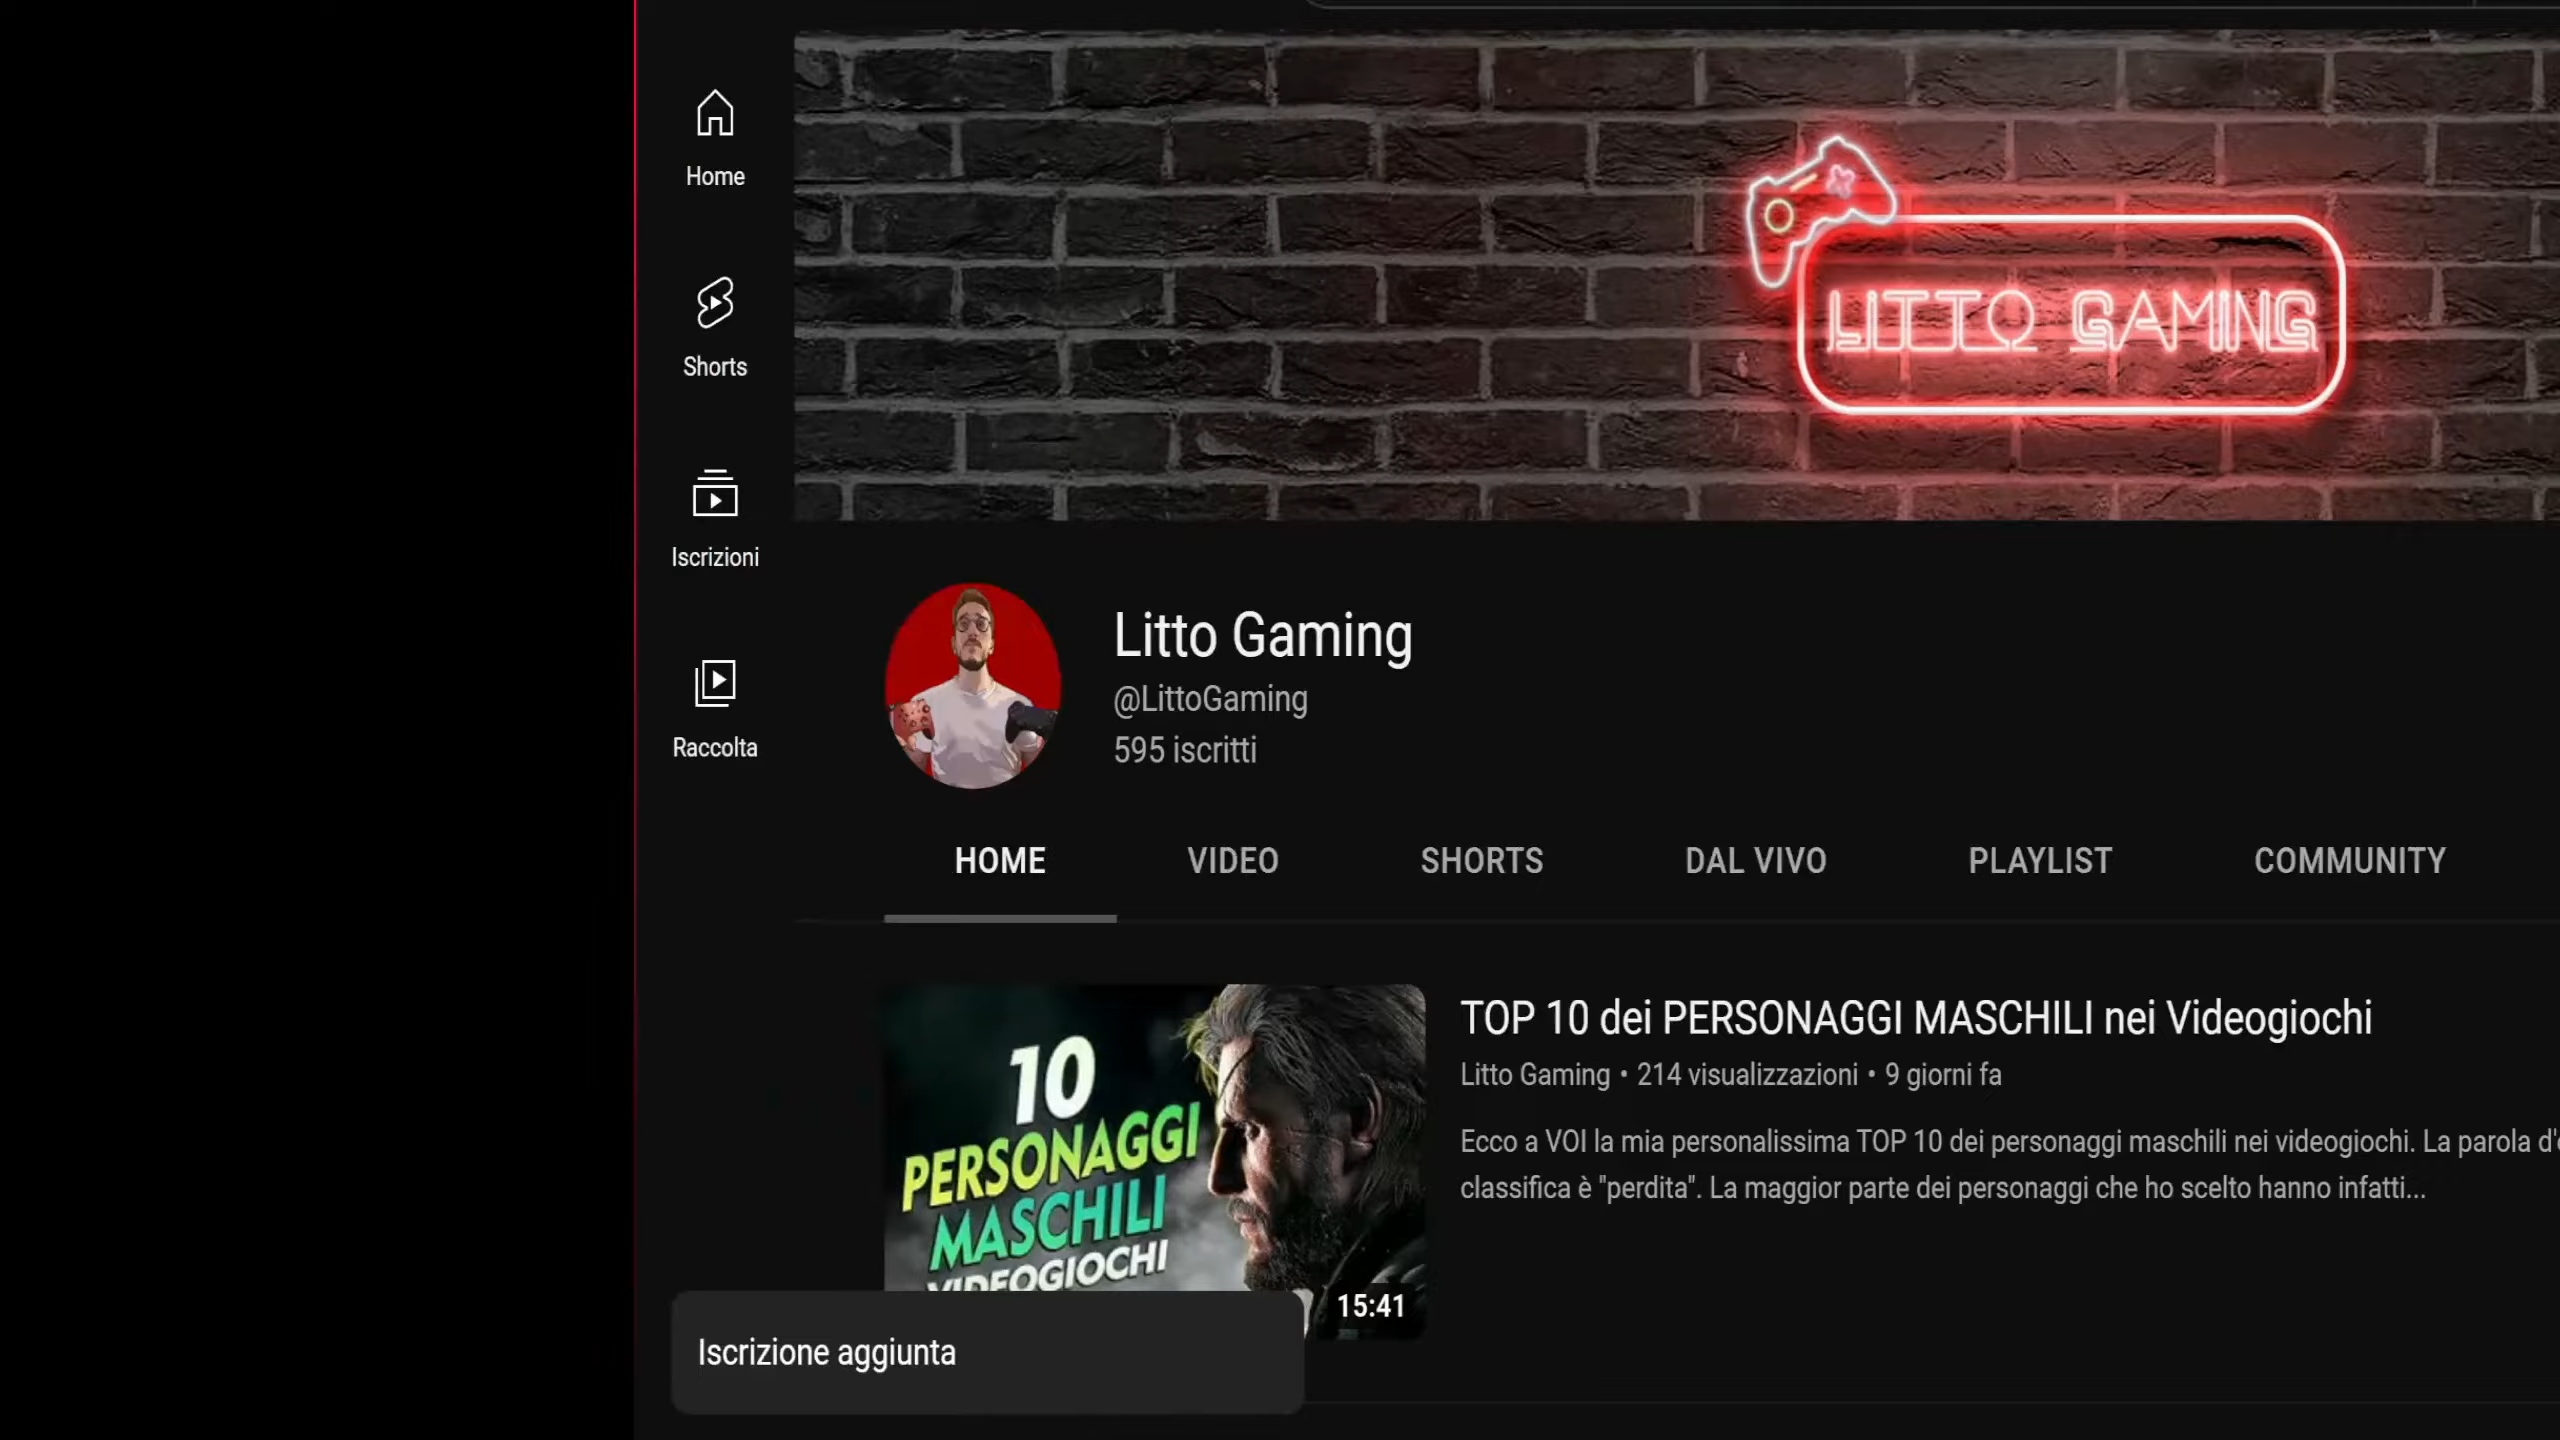 Home
Shorts
Iscrizioni
Raccolta
LITTO GAMING
Litto Gaming
@LittoGaming
595 iscritti
HOME
VIDEO
SHORTS
DAL VIVO
PLAYLIST
COMMUNITY
10
PERSONAGGI
MASCHILI
VIDEOGIOCHI
15:41
TOP 10 dei PERSONAGGI MASCHILI nei Videogiochi
Litto Gaming • 214 visualizzazioni • 9 giorni fa
Ecco a VOI la mia personalissima TOP 10 dei personaggi maschili nei videogiochi. La parola
classifica è "perdita". La maggior parte dei personaggi che ho scelto hanno infatti...
Iscrizione aggiunta